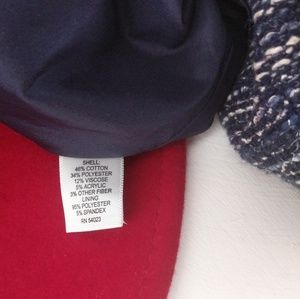 SHELL:
46% COTTON
34% POLYESTER
12% VISCOSE
5% ACRYLIC
3% OTHER FIBER
LINING
95% POLYESTER
5% SPANDEX
RN 54023